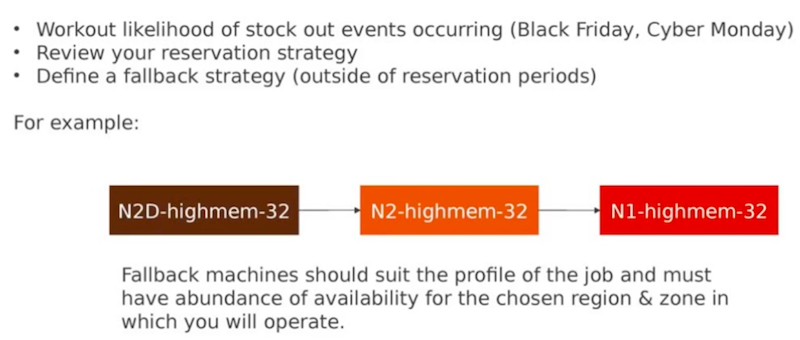 • Workout likelihood of stock out events occurring (Black Friday, Cyber Monday)
• Review your reservation strategy
• Define a fallback strategy (outside of reservation periods)
For example:
N2D-highmem-32
N2-highmem-32
N1-highmem-32
Fallback machines should suit the profile of the job and must
have abundance of availability for the chosen region & zone in
which you will operate.